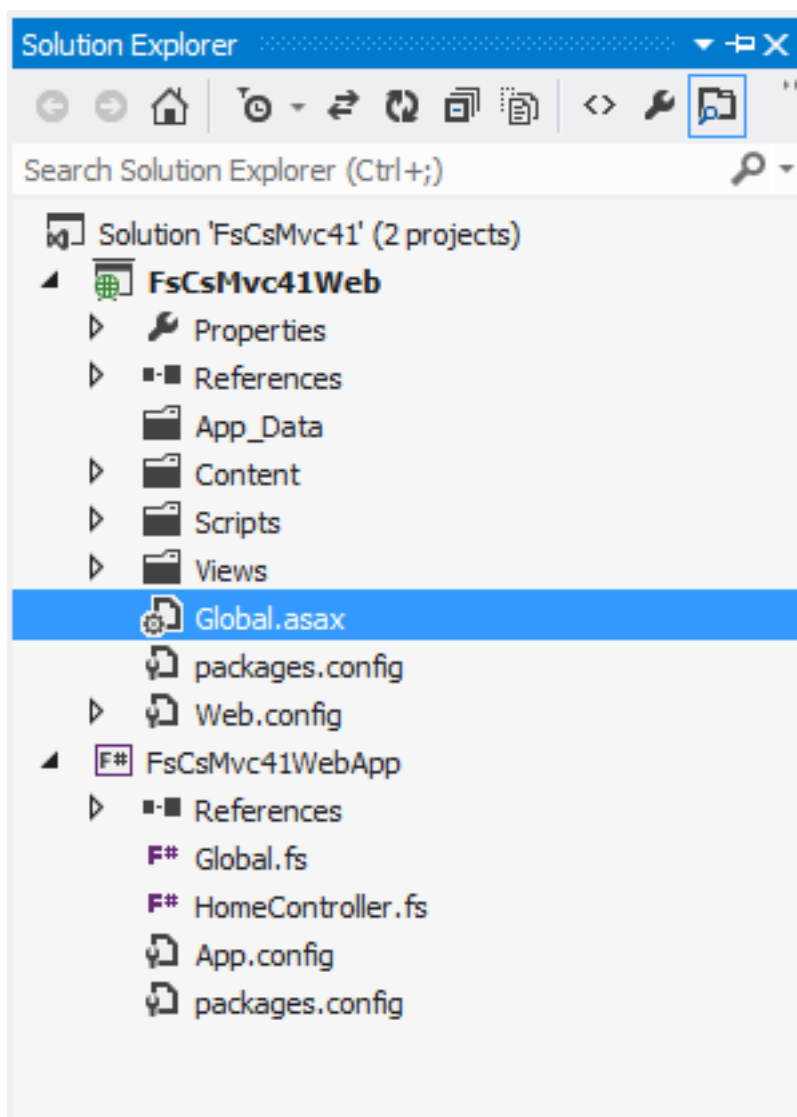 Solution Explorer
Search Solution Explorer (Ctrl+;)
Solution 'FsCsMvc41' (2 projects)
FsCsMvc41Web
Properties
References
App_Data
Content
Scripts
Views
Global.asax
packages.config
Web.config
F# FsCsMvc41WebApp
References
F# Global.fs
F# HomeController.fs
App.config
packages.config